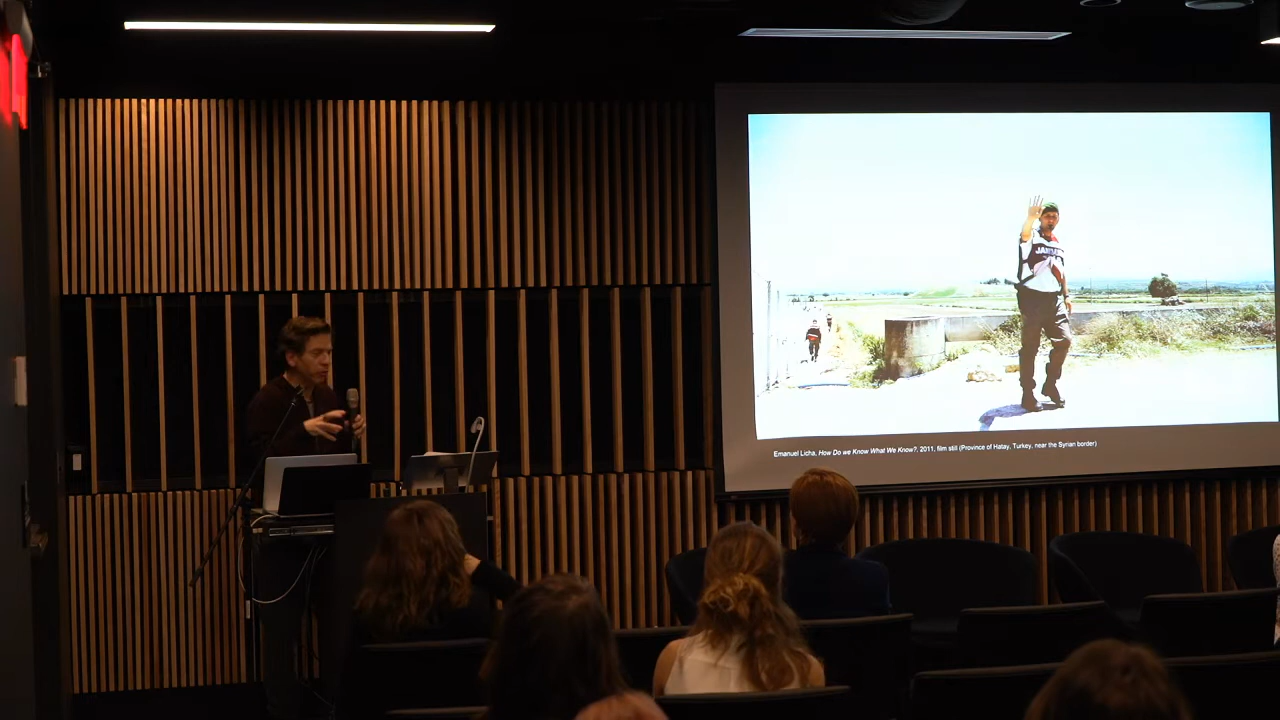 JANDARMA
Emanuel Licha, How Do we Know What We Know?, 2011, film still (Province of Hatay, Turkey, near the Syrian border)